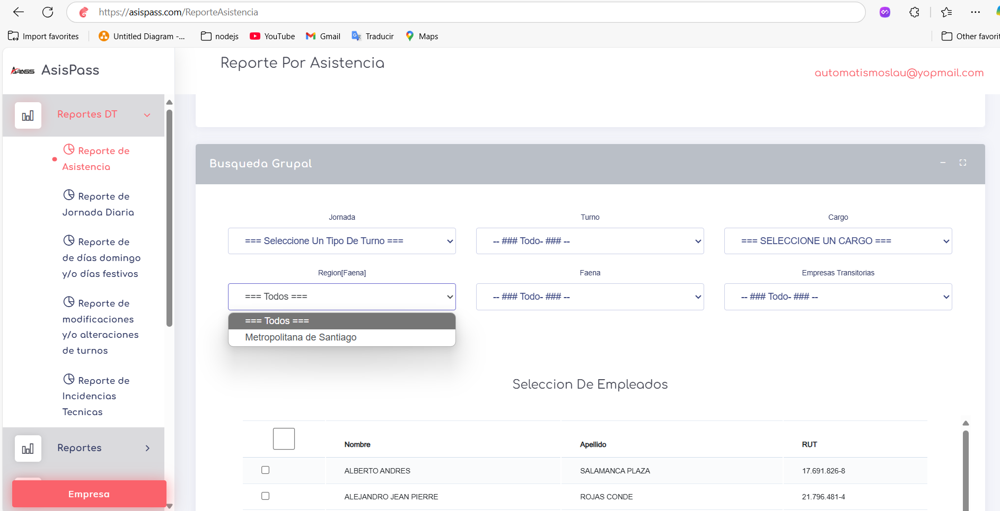 https://asispass.com/ReporteAsistencia
Import favorites
Untitled Diagram -...
nodejs
YouTube
Gmail
Traducir
Maps
Other favorit
APASS
AsisPass
Reporte Por Asistencia
automatismoslau@yopmail.com
Reportes DT
Reporte de
Asistencia
Reporte de
Jornada Diaria
Reporte de
de días domingo
y/o días festivos
Reporte de
modificaciones
y/o alteraciones
de turnos
Reporte de
Incidencias
Tecnicas
Reportes
Empresa
Busqueda Grupal
Jornada
Turno
Cargo
=== Seleccione Un Tipo De Turno ===
-- ### Todo- ### --
=== SELECCIONE UN CARGO ===
Region[Faena]
Faena
Empresas Transitorias
=== Todos ===
-- ### Todo- ### --
-- ### Todo- ### --
=== Todos ===
Metropolitana de Santiago
Seleccion De Empleados
Nombre
Apellido
RUT
ALBERTO ANDRES
SALAMANCA PLAZA
17.691.826-8
ALEJANDRO JEAN PIERRE
ROJAS CONDE
21.796.481-4